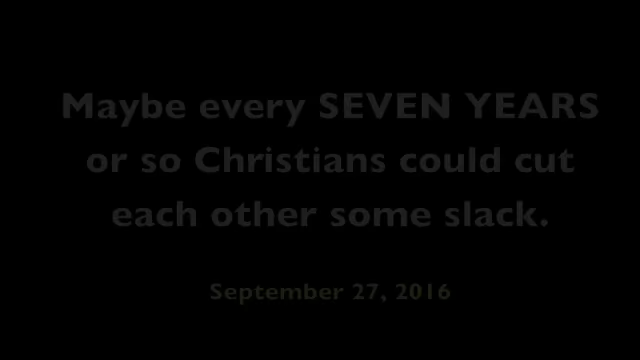 Maybe every SEVEN YEARS
or so Christians could cut
each other some slack.
September 27, 2016